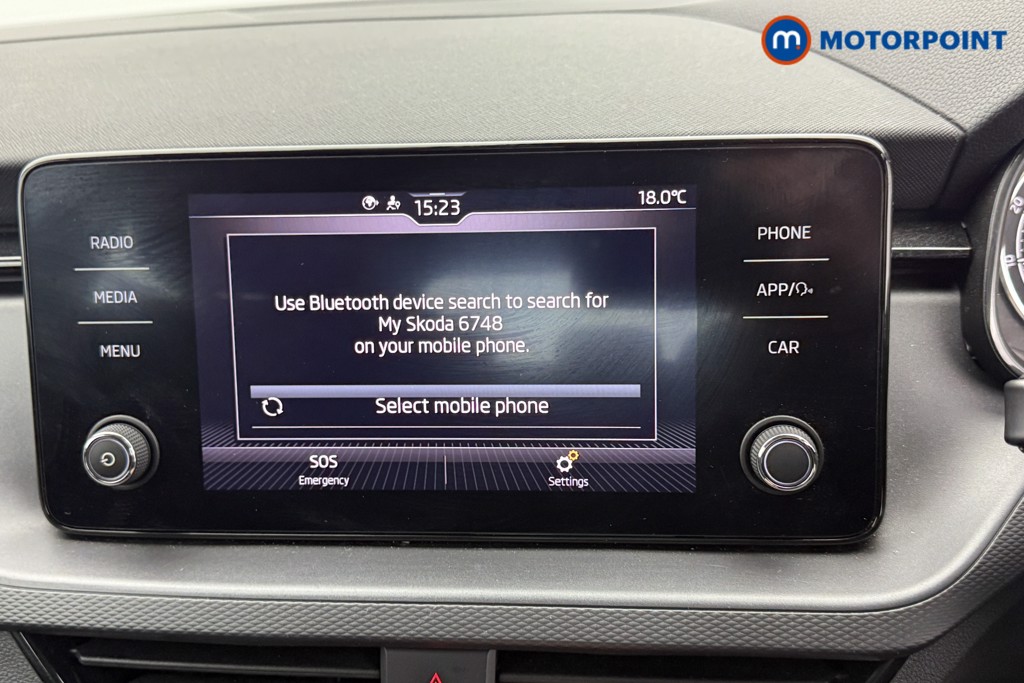 m MOTORPOINT
15:23
18.0°C
RADIO
MEDIA
MENU
Use Bluetooth device search to search for
My Skoda 6748
on your mobile phone.
Select mobile phone
SOS
Emergency
Settings
PHONE
APP/
CAR
20